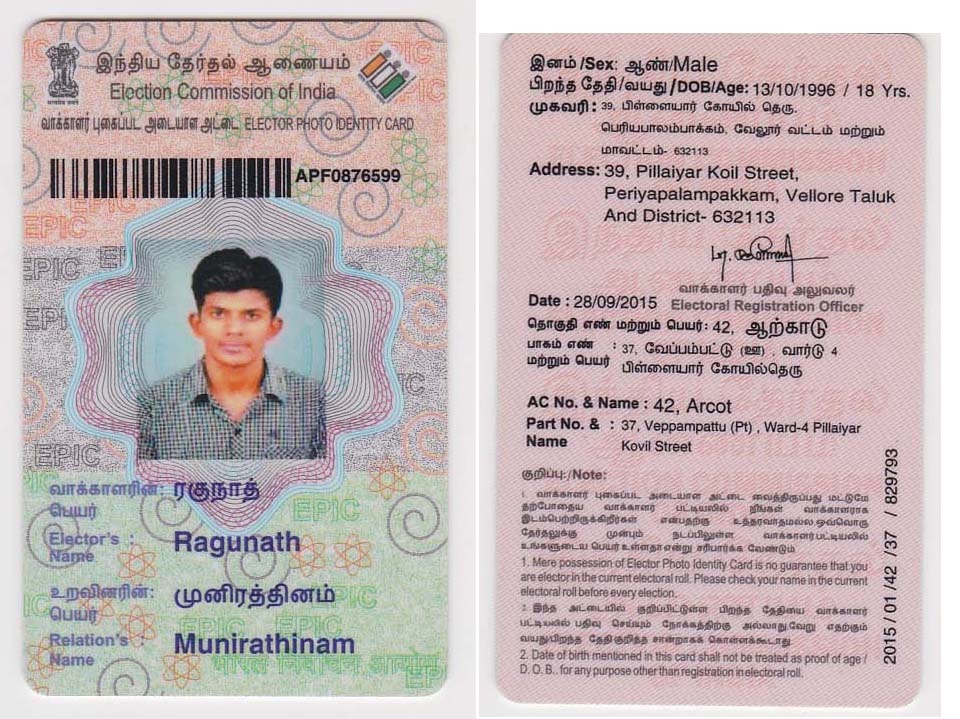 இந்திய தேர்தல் ஆணையம்
Election Commission of India
வாக்காளர் புகைப்பட அடையாள அட்டை ELECTOR PHOTO IDENTITY CARD
APF0876599
EPIC
வாக்காளரின் : ரகுநாத்
பெயர்
Elector's : Ragunath
Name
உறவினரின்: முனிரத்தினம்
பெயர்
Relation's : Munirathinam
Name
भारत निर्वाचन आयोग
இனம் /Sex: ஆண்/Male
பிறந்த தேதி/வயது /DOB/Age: 13/10/1996 / 18 Yrs.
முகவரி: 39, பிள்ளையார் கோயில் தெரு,
பெரியபாலம்பாக்கம், வேலூர் வட்டம் மற்றும்
மாவட்டம்- 632113
Address: 39, Pillaiyar Koil Street,
Periyapalampakkam, Vellore Taluk
And District- 632113
வாக்காளர் பதிவு அலுவலர்
Date : 28/09/2015 Electoral Registration Officer
தொகுதி எண் மற்றும் பெயர்: 42, ஆற்காடு
பாகம் எண் : 37, வேப்பம்பட்டு (ஊ) , வார்டு 4
மற்றும் பெயர் பிள்ளையார் கோயில்தெரு
AC No. & Name : 42, Arcot
Part No. & : 37, Veppampattu (Pt) , Ward-4 Pillaiyar
Name Kovil Street
குறிப்பு:/Note:
1. வாக்காளர் புகைப்பட அடையாள அட்டை வைத்திருப்பது மட்டுமே
தற்போதைய வாக்காளர் பட்டியலில் நீங்கள் வாக்காளராக
இடம்பெற்றிருக்கிறீர்கள் என்பதற்கு உத்தரவாதமல்ல.ஒவ்வொரு
தேர்தலுக்கு முன்பும் நடப்பிலுள்ள வாக்காளர்பட்டியலில்
உங்களுடைய பெயர் உள்ளதா என்று சரிபார்க்க வேண்டும்
1. Mere possession of Elector Photo Identity Card is no guarantee that you
are elector in the current electoral roll. Please check your name in the current
electoral roll before every election.
2. இந்த அட்டையில் குறிப்பிட்டுள்ள பிறந்த தேதியை வாக்காளர்
பட்டியலில் பதிவு செய்யும் நோக்கத்திற்கு அல்லாது,வேறு எதற்கும்
வயது/பிறந்த தேதி குறித்த சான்றாகக் கொள்ளக்கூடாது
2. Date of birth mentioned in this card shall not be treated as proof of age /
D.O.B.. for any purpose other than registration in electoral roll.
2015 / 01 /42 /37 / 829793